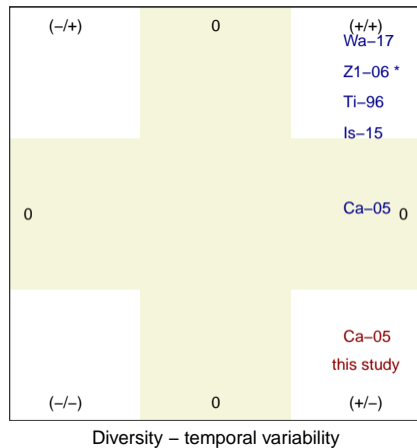 (−/+) 0 (+/+)
Wa−17
Z1−06 *
Ti−96
Is−15
0 Ca−05 0
Ca−05
this study
(−/−) 0 (+/−)
Diversity − temporal variability